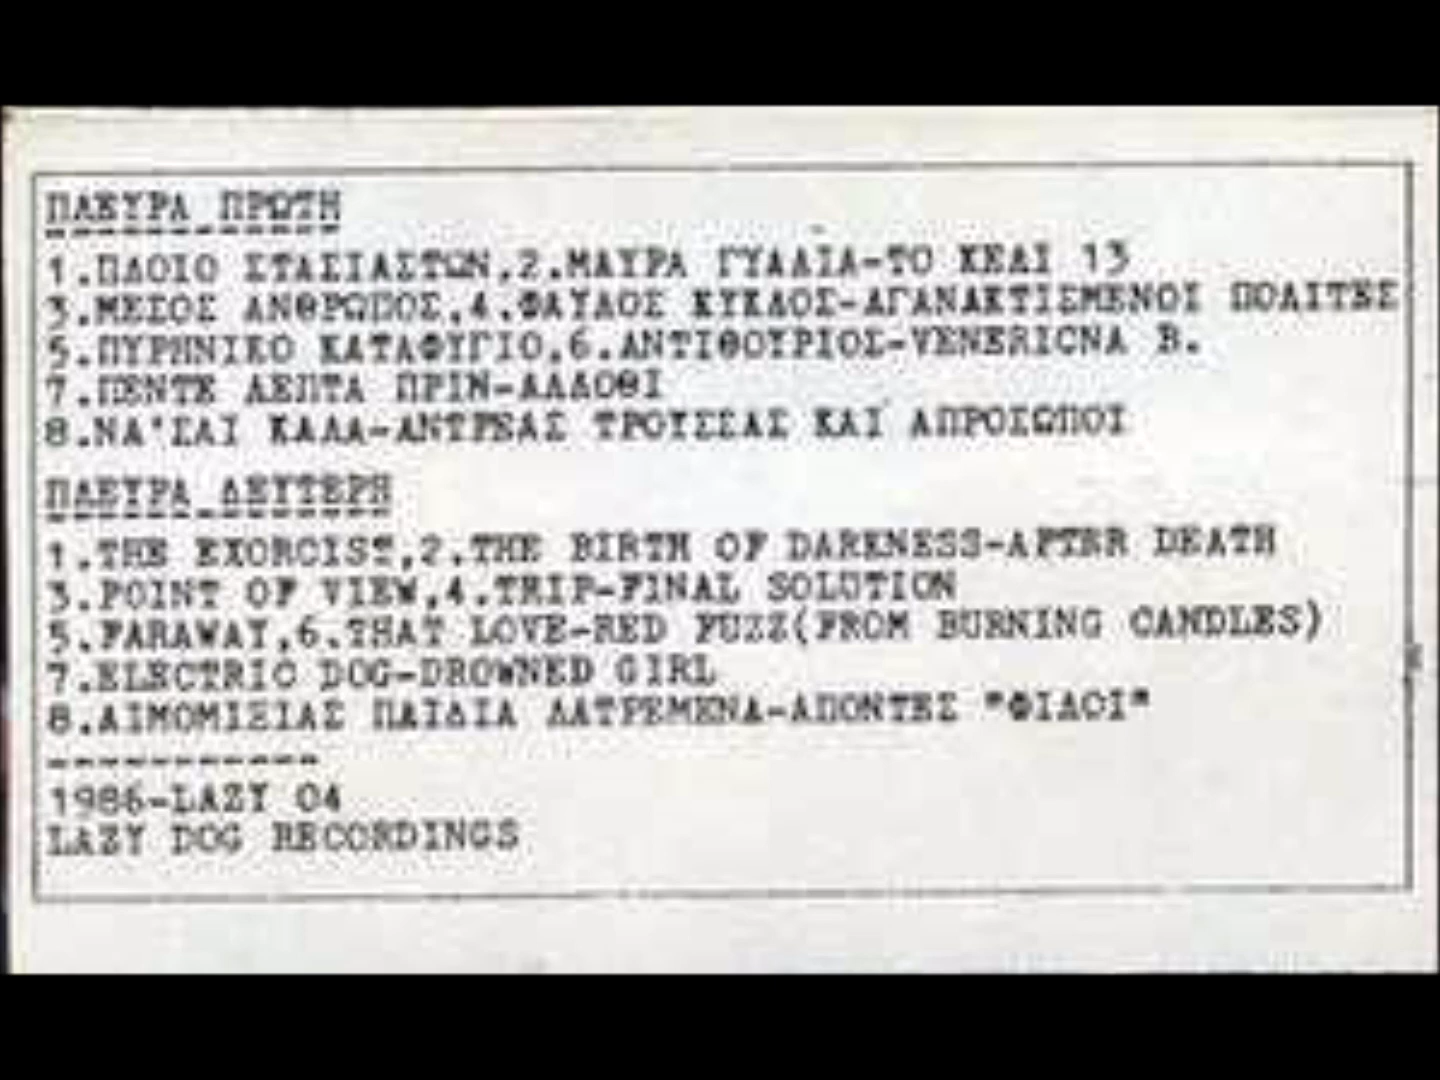 ΠΛΕΥΡΑ ΠΡΩΤΗ
1.ΠΛΟΙΟ ΣΤΑΣΙΑΣΤΩΝ,2.ΜΑΥΡΑ ΓΥΑΛΙΑ-ΤΟ ΚΕΛΙ 13
3.ΜΕΣΟΣ ΑΝΘΡΩΠΟΣ,4.ΦΑΥΛΟΣ ΚΥΚΛΟΣ-ΑΓΑΝΑΚΤΙΣΜΕΝΟΙ ΠΟΛΙΤΕΣ
5.ΠΥΡΗΝΙΚΟ ΚΑΤΑΦΥΓΙΟ,6.ΑΝΤΙΘΟΥΡΙΟΣ-VENERICNA B.
7.ΠΕΝΤΕ ΛΕΠΤΑ ΠΡΙΝ-ΑΛΛΟΘΙ
8.ΝΑ'ΣΑΙ ΚΑΛΑ-ΑΝΤΡΕΑΣ ΤΡΟΥΣΣΑΣ ΚΑΙ ΑΠΡΟΣΩΠΟΙ
ΠΛΕΥΡΑ ΔΕΥΤΕΡΗ
1.THE EXORCIST,2.THE BIRTH OF DARKNESS-AFTER DEATH
3.POINT OF VIEW,4.TRIP-FINAL SOLUTION
5.FARAWAY,6.THAT LOVE-RED FUZZ(FROM BURNING CANDLES)
7.ELECTRIC DOG-DROWNED GIRL
8.ΑΙΜΟΜΙΞΙΑΣ ΠΑΙΔΙΑ ΛΑΤΡΕΜΕΝΑ-ΑΠΟΝΤΕΣ "ΦΙΛΟΙ"
-----------
1986-LAZY 04
LAZY DOG RECORDINGS